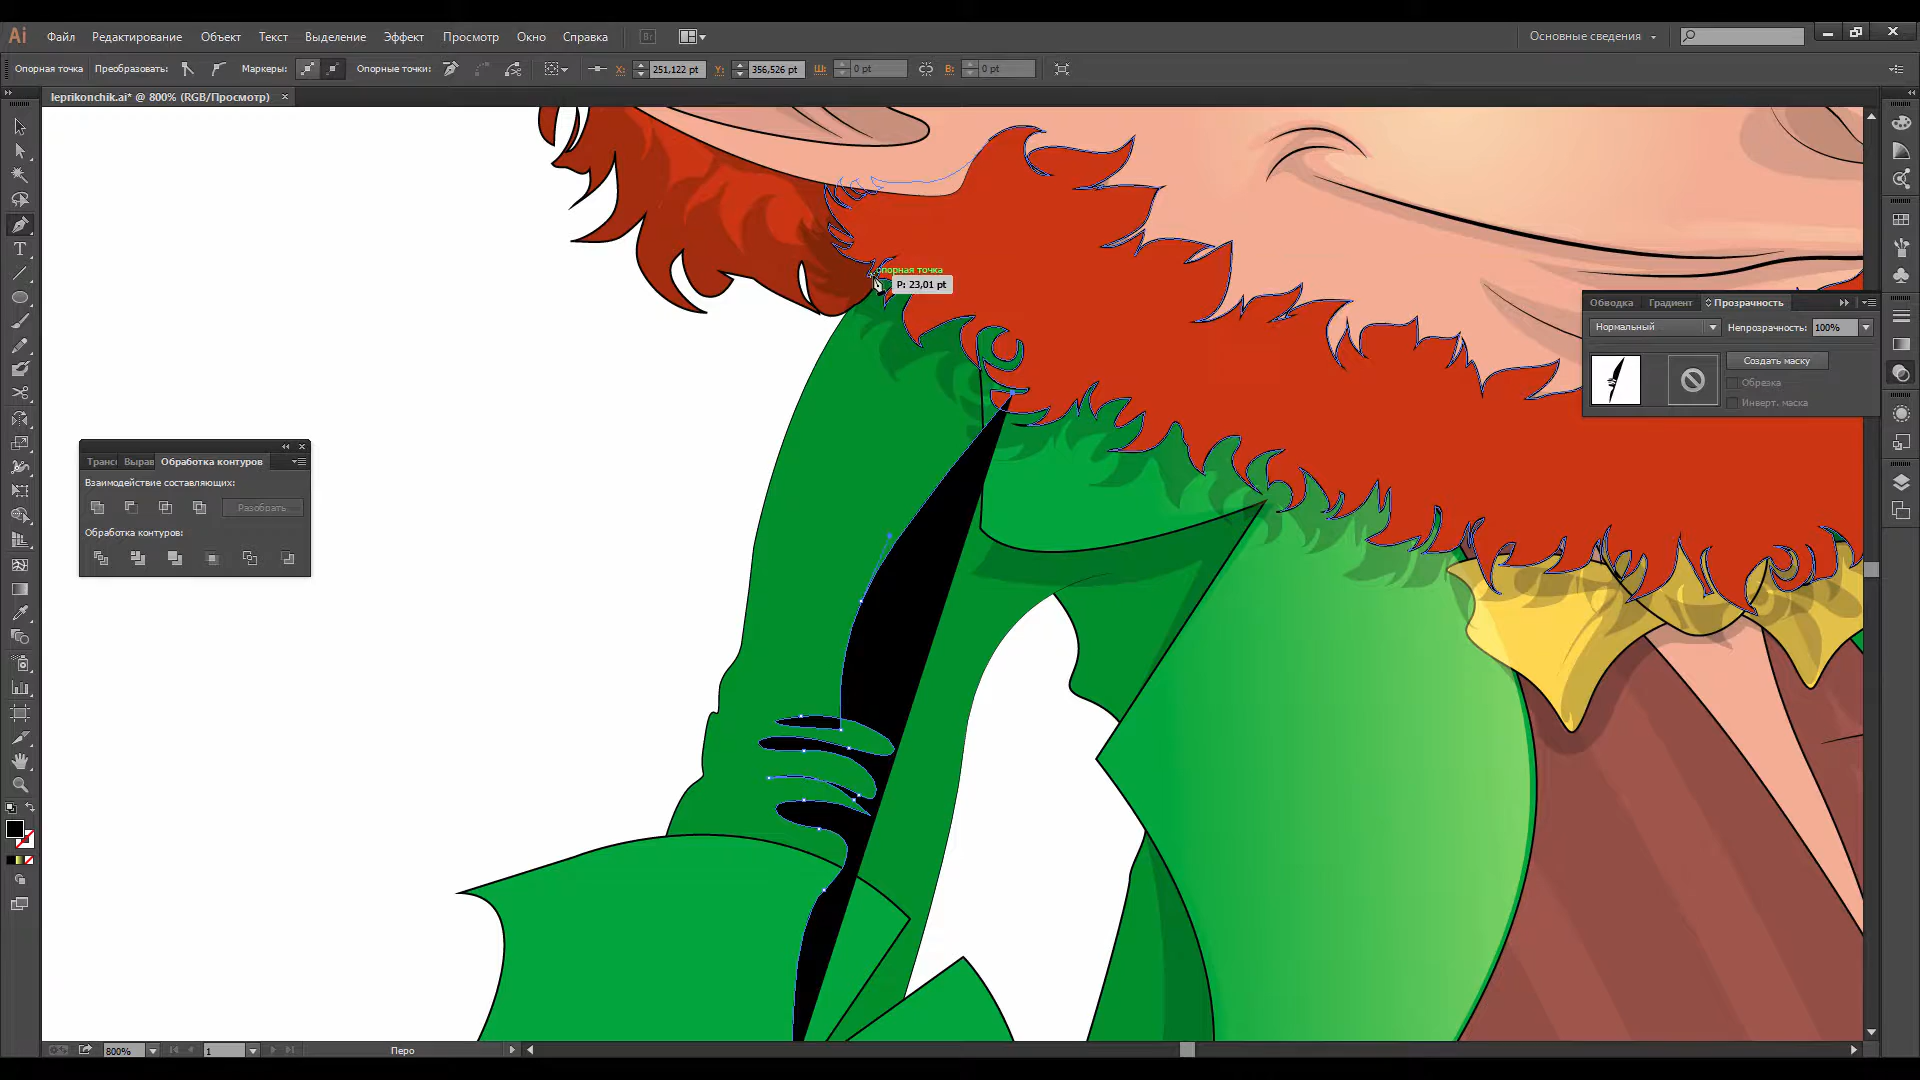 Ai Файл Редактирование Объект Текст Выделение Эффект Просмотр Окно Справка Br Основные сведения
Опорная точка Преобразовать: Маркеры: Опорные точки: X: 251,122 pt Y: 356,526 pt Ш: 0 pt В: 0 pt
leprikonchik.ai* @ 800% (RGB/Просмотр)
опорная точка
P: 23,01 pt
Обводка Градиент Прозрачность
Нормальный Непрозрачность: 100%
Создать маску
Обрезка
Инверт. маска
Трансо Вырав Обработка контуров
Взаимодействие составляющих:
Разобрать
Обработка контуров:
800% 1 Перо